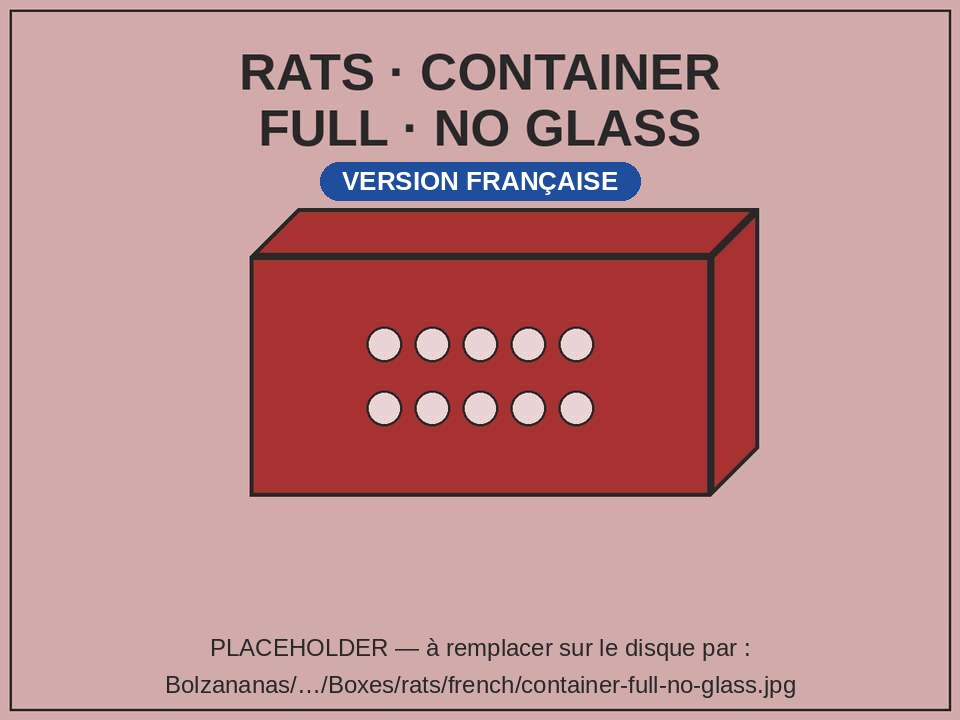 RATS · CONTAINER
FULL · NO GLASS
VERSION FRANÇAISE
PLACEHOLDER — à remplacer sur le disque par :
Bolzananas/…/Boxes/rats/french/container-full-no-glass.jpg